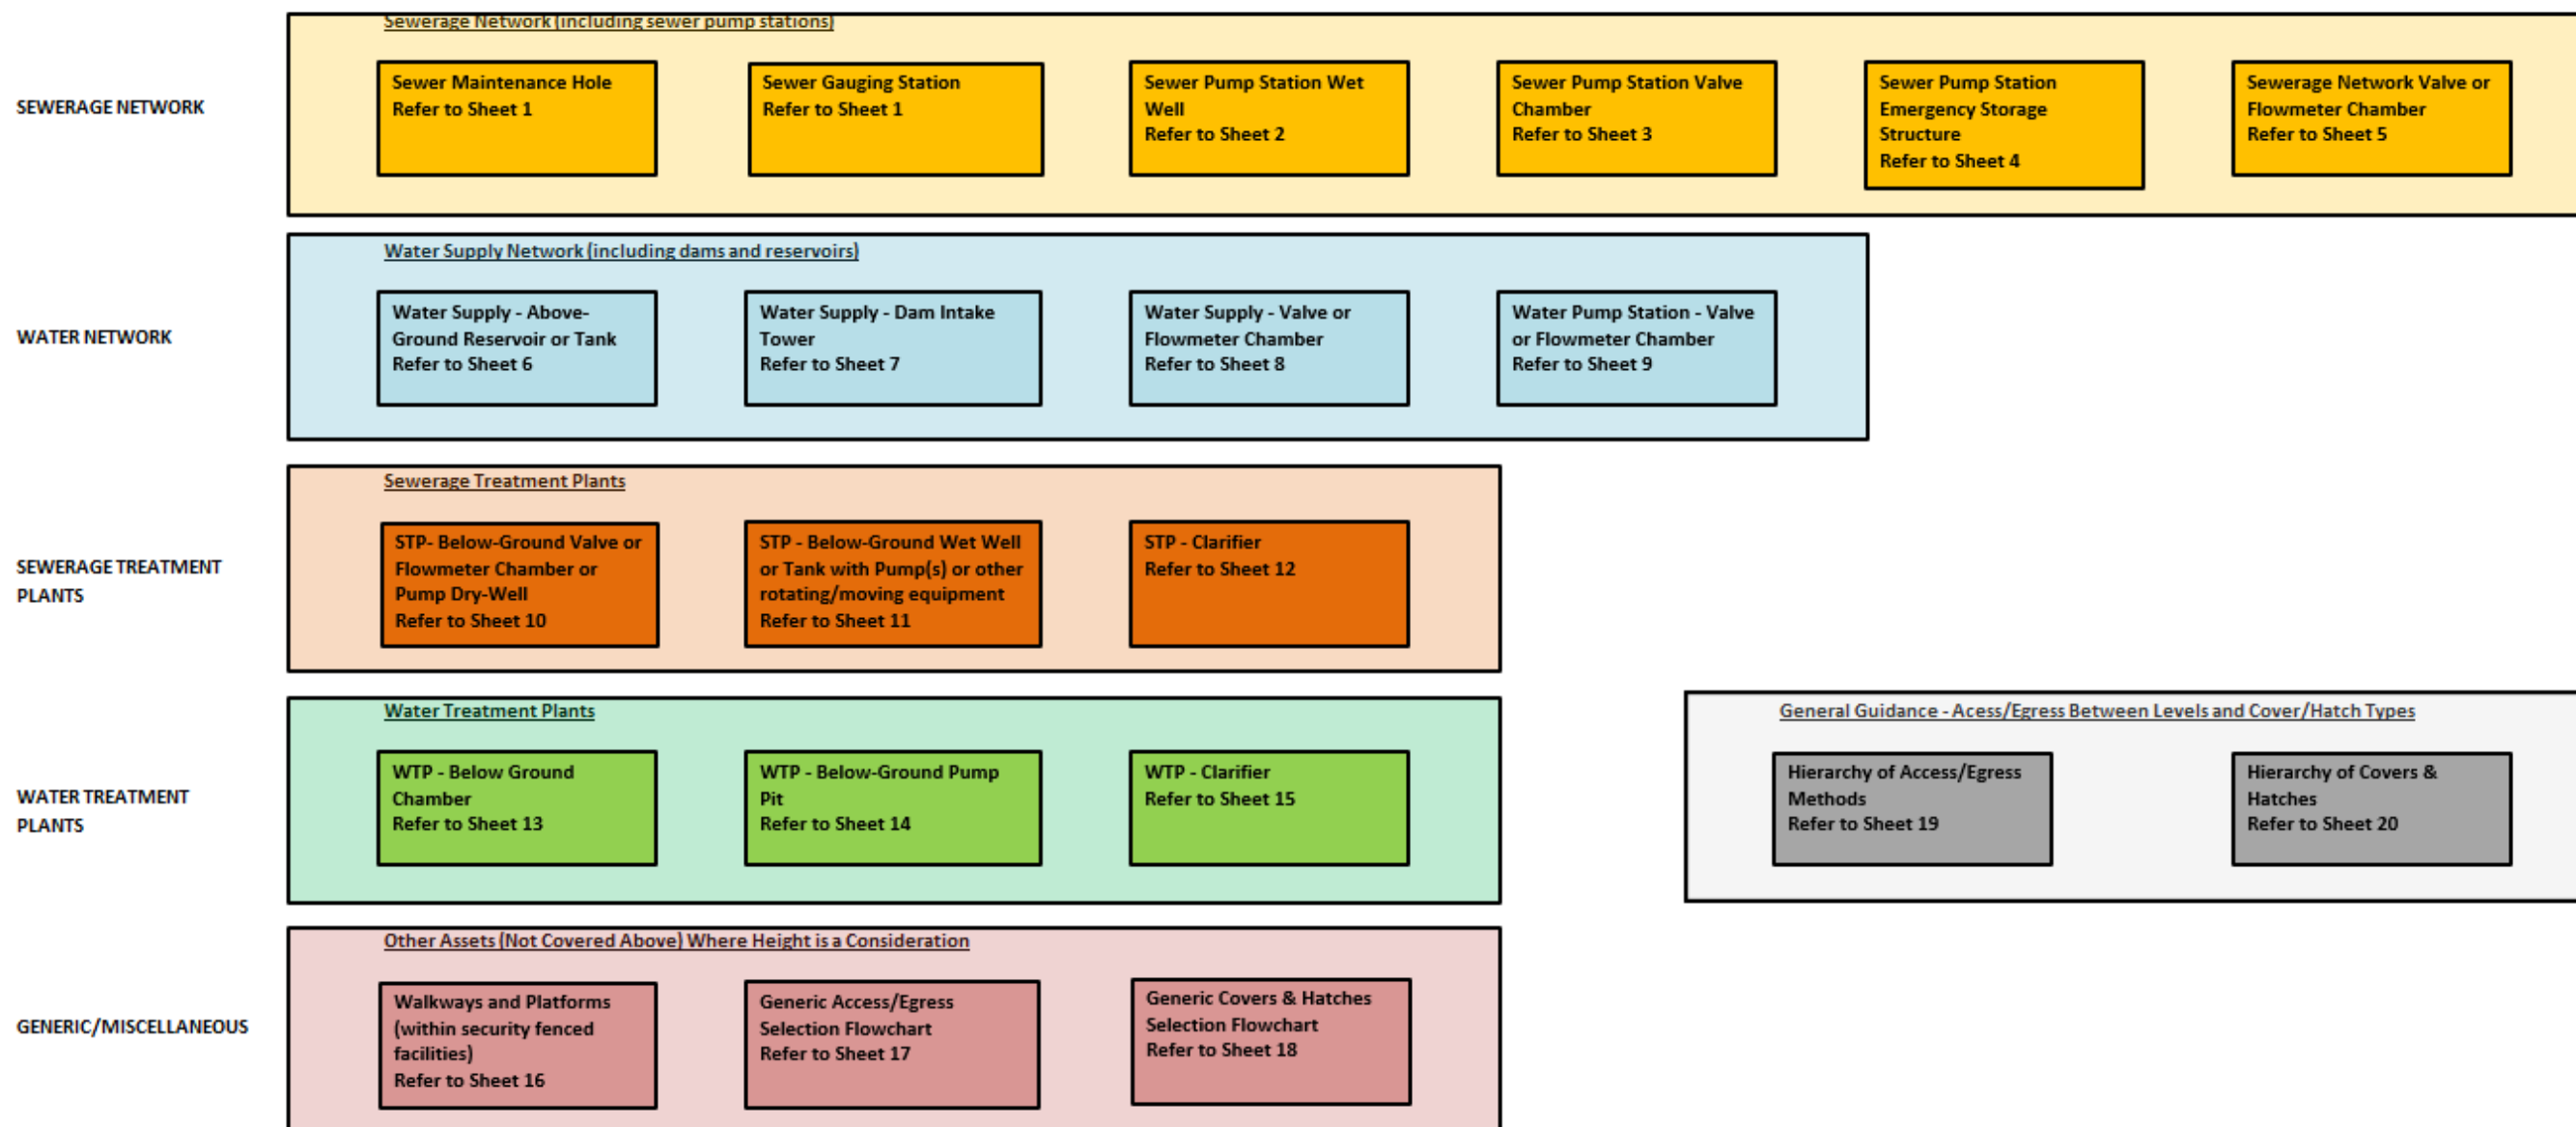 Sewerage Network (including sewer pump stations)
SEWERAGE NETWORK
Sewer Maintenance Hole
Refer to Sheet 1
Sewer Gauging Station
Refer to Sheet 1
Sewer Pump Station Wet
Well
Refer to Sheet 2
Sewer Pump Station Valve
Chamber
Refer to Sheet 3
Sewer Pump Station
Emergency Storage
Structure
Refer to Sheet 4
Sewerage Network Valve or
Flowmeter Chamber
Refer to Sheet 5
Water Supply Network (including dams and reservoirs)
WATER NETWORK
Water Supply - Above-
Ground Reservoir or Tank
Refer to Sheet 6
Water Supply - Dam Intake
Tower
Refer to Sheet 7
Water Supply - Valve or
Flowmeter Chamber
Refer to Sheet 8
Water Pump Station - Valve
or Flowmeter Chamber
Refer to Sheet 9
Sewerage Treatment Plants
SEWERAGE TREATMENT
PLANTS
STP- Below-Ground Valve or
Flowmeter Chamber or
Pump Dry-Well
Refer to Sheet 10
STP - Below-Ground Wet Well
or Tank with Pump(s) or other
rotating/moving equipment
Refer to Sheet 11
STP - Clarifier
Refer to Sheet 12
Water Treatment Plants
WATER TREATMENT
PLANTS
WTP - Below Ground
Chamber
Refer to Sheet 13
WTP - Below-Ground Pump
Pit
Refer to Sheet 14
WTP - Clarifier
Refer to Sheet 15
General Guidance - Acess/Egress Between Levels and Cover/Hatch Types
Hierarchy of Access/Egress
Methods
Refer to Sheet 19
Hierarchy of Covers &
Hatches
Refer to Sheet 20
Other Assets (Not Covered Above) Where Height is a Consideration
GENERIC/MISCELLANEOUS
Walkways and Platforms
(within security fenced
facilities)
Refer to Sheet 16
Generic Access/Egress
Selection Flowchart
Refer to Sheet 17
Generic Covers & Hatches
Selection Flowchart
Refer to Sheet 18